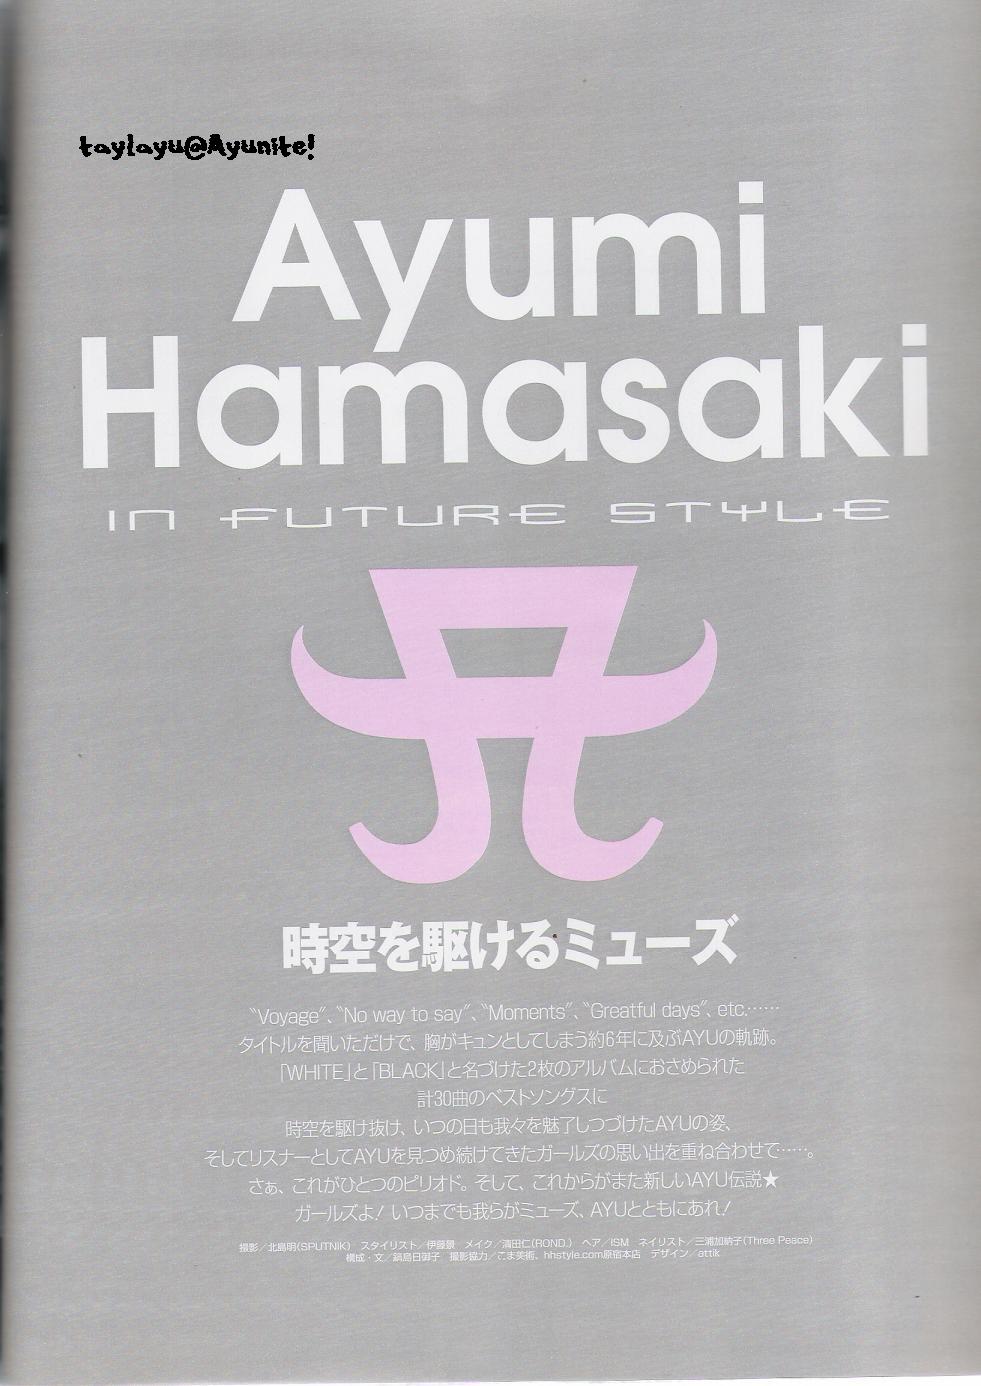 taylayu@Ayunite!
Ayumi
Hamasaki
IN FUTURE STYLE
時空を駆けるミューズ
"Voyage"、"No way to say"、"Moments"、"Greatful days"、etc.……
タイトルを聞いただけで、胸がキュンとしてしまう約6年に及ぶAYUの軌跡。
「WHITE」と「BLACK」と名づけた2枚のアルバムにおさめられた
計30曲のベストソングスに
時空を駆け抜け、いつの日も我々を魅了しつづけたAYUの姿、
そしてリスナーとしてAYUを見つめ続けてきたガールズの思い出を重ね合わせて……。
さぁ、これがひとつのピリオド。そして、これからがまた新しいAYU伝説★
ガールズよ！いつまでも我らがミューズ、AYUとともにあれ！
撮影／北島明(SPUTNIK)　スタイリスト／伊藤景　メイク／濱田仁(ROND.)　ヘア／ISM　ネイリスト／三浦加納子(Three Peace)
構成・文／鍋島日御子　撮影協力／こま美術、hhstyle.com原宿本店　デザイン／attik